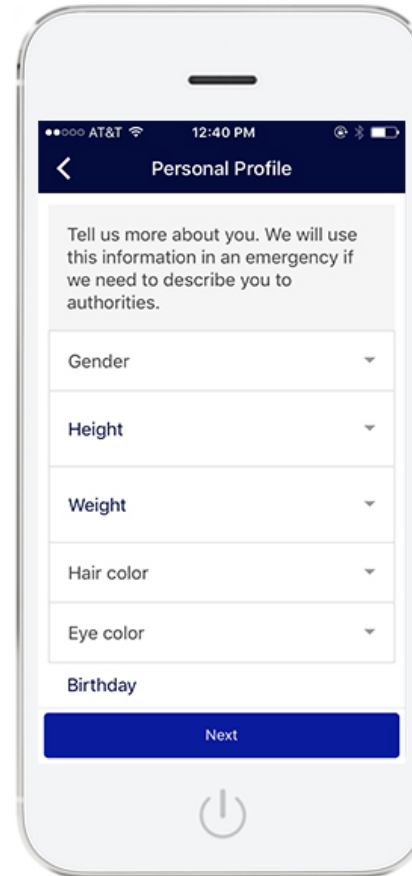 AT&T 12:40 PM
Personal Profile
Tell us more about you. We will use
this information in an emergency if
we need to describe you to
authorities.
Gender
Height
Weight
Hair color
Eye color
Birthday
Next